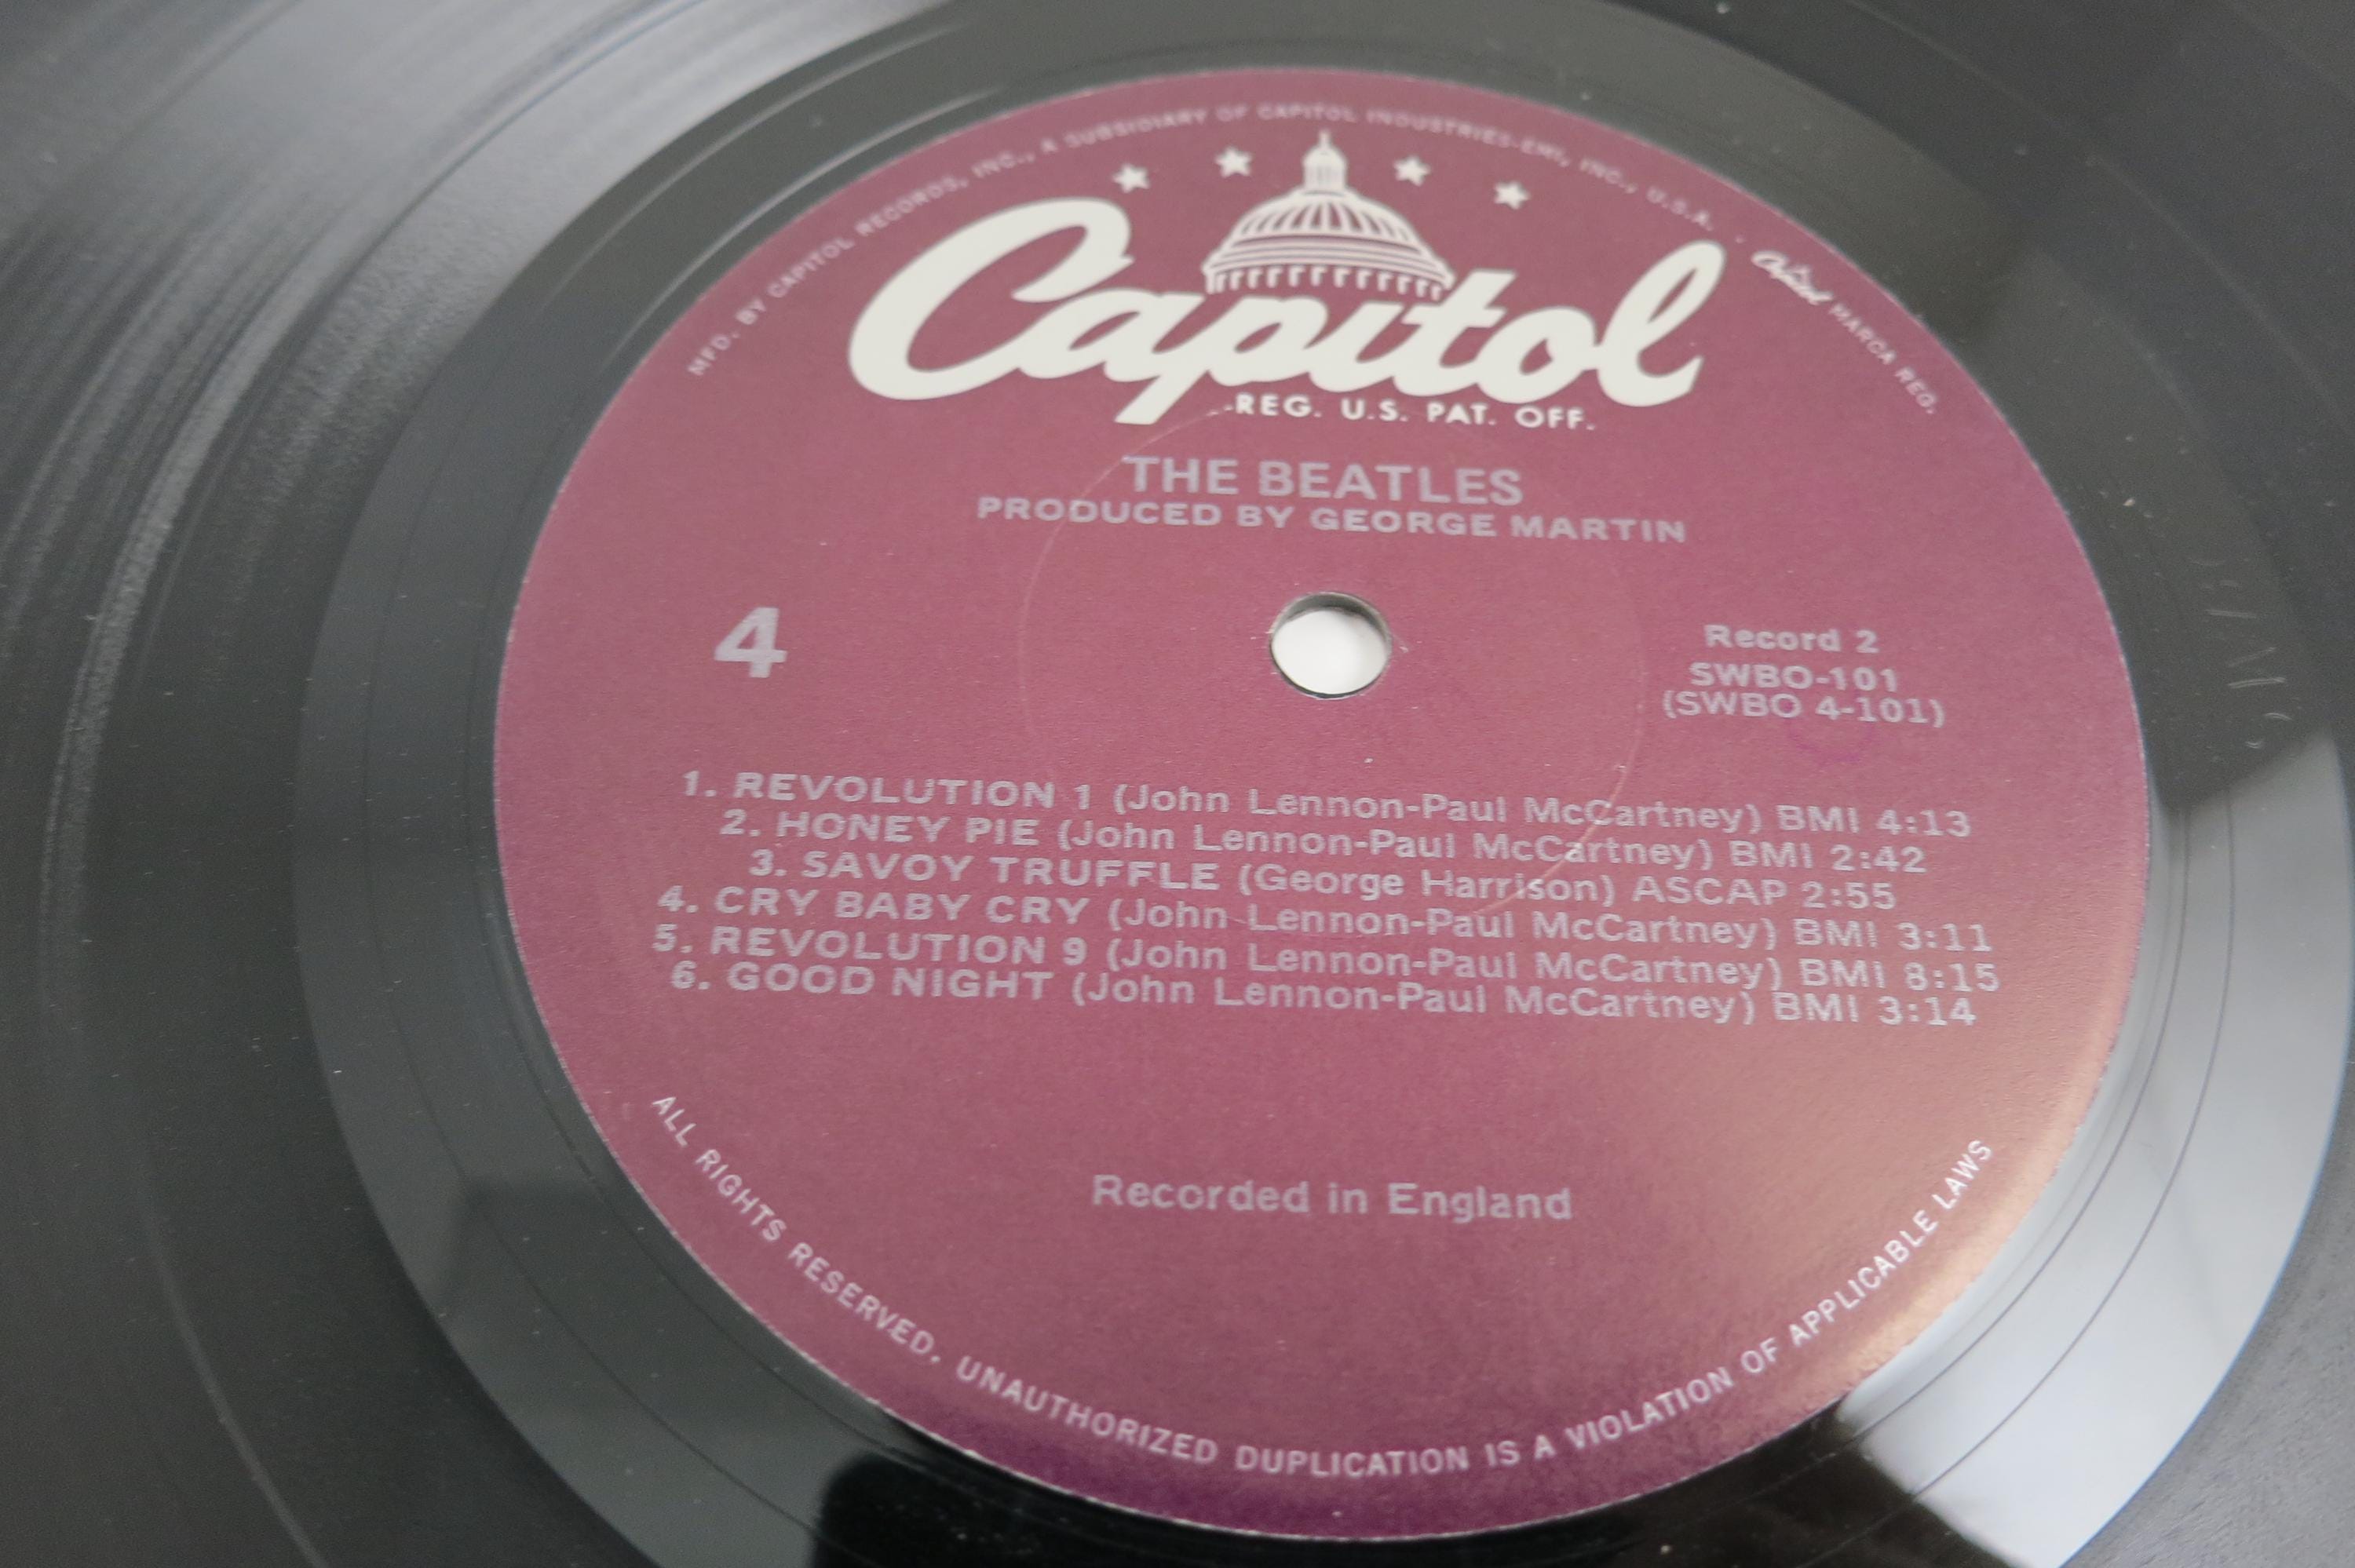 MFD. BY CAPITOL RECORDS, INC., A SUBSIDIARY OF CAPITOL INDUSTRIES-EMI, INC., U.S.A. . Capitol MARCA REG.
Capitol
REG. U.S. PAT. OFF.
THE BEATLES
PRODUCED BY GEORGE MARTIN
4
Record 2
SWBO-101
(SWBO 4-101)
1. REVOLUTION 1 (John Lennon-Paul McCartney) BMI 4:13
2. HONEY PIE (John Lennon-Paul McCartney) BMI 2:42
3. SAVOY TRUFFLE (George Harrison) ASCAP 2:55
4. CRY BABY CRY (John Lennon-Paul McCartney) BMI 3:11
5. REVOLUTION 9 (John Lennon-Paul McCartney) BMI 8:15
6. GOOD NIGHT (John Lennon-Paul McCartney) BMI 3:14
Recorded in England
ALL RIGHTS RESERVED. UNAUTHORIZED DUPLICATION IS A VIOLATION OF APPLICABLE LAWS